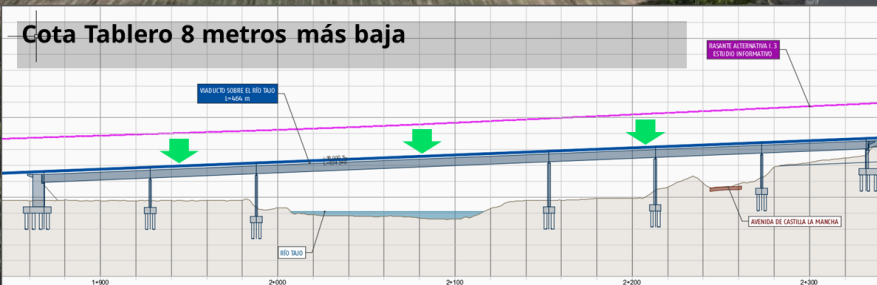 Cota Tablero 8 metros más baja
RASANTE ALTERNATIVA I.3
ESTUDIO INFORMATIVO
VIADUCTO SOBRE EL RÍO TAJO
L=464 m
AVENIDA DE CASTILLA LA MANCHA
RÍO TAJO
1+900
2+000
2+100
2+200
2+300